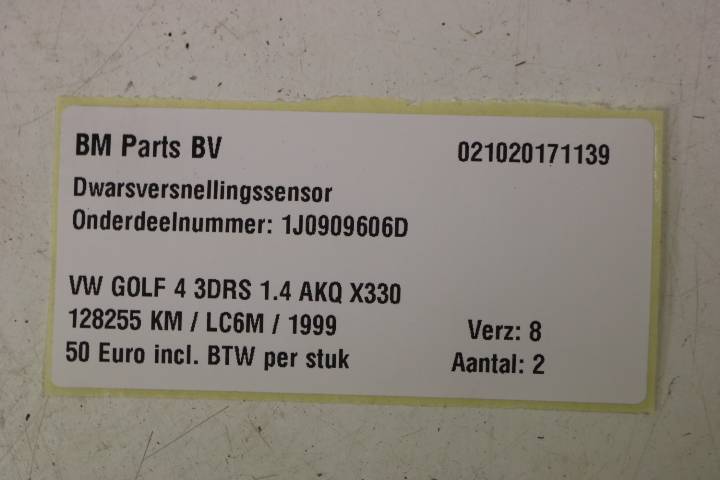 BM Parts BV 021020171139
Dwarsversnellingssensor
Onderdeelnummer: 1J0909606D
VW GOLF 4 3DRS 1.4 AKQ X330
128255 KM / LC6M / 1999 Verz: 8
50 Euro incl. BTW per stuk Aantal: 2